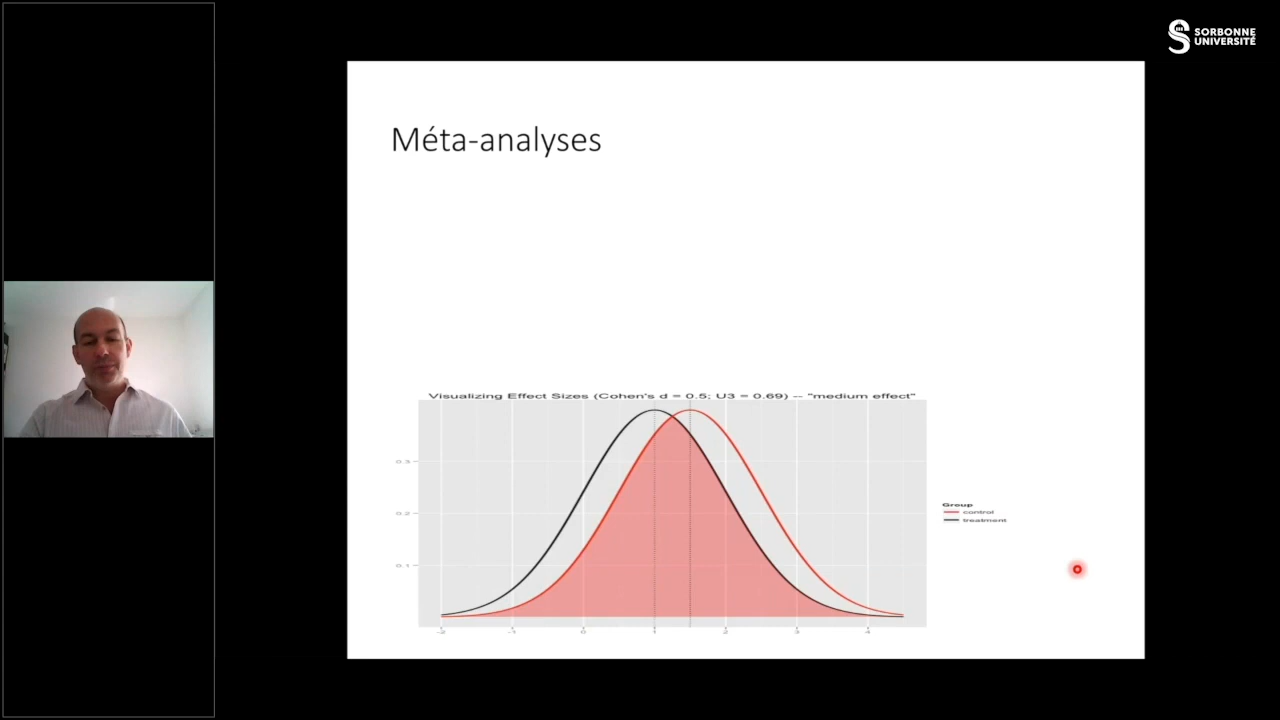 SORBONNE
UNIVERSITÉ
Méta-analyses
Visualizing Effect Sizes (Cohen's d = 0.5; U3 = 0.69) -- "medium effect"
0.3
0.2
0.1
Group
control
treatment
-2 -1 0 1 2 3 4